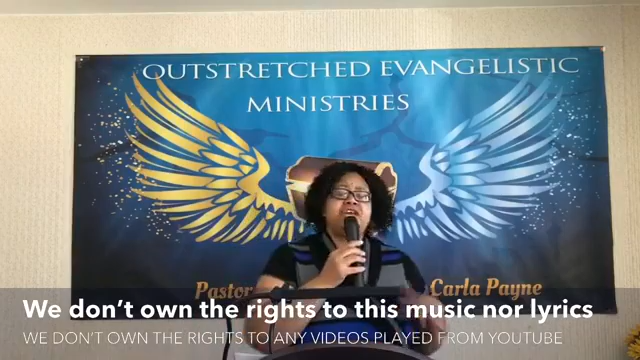 OUTSTRETCHED EVANGELISTIC
MINISTRIES
Pastor Carla Payne
We don't own the rights to this music nor lyrics
WE DON'T OWN THE RIGHTS TO ANY VIDEOS PLAYED FROM YOUTUBE